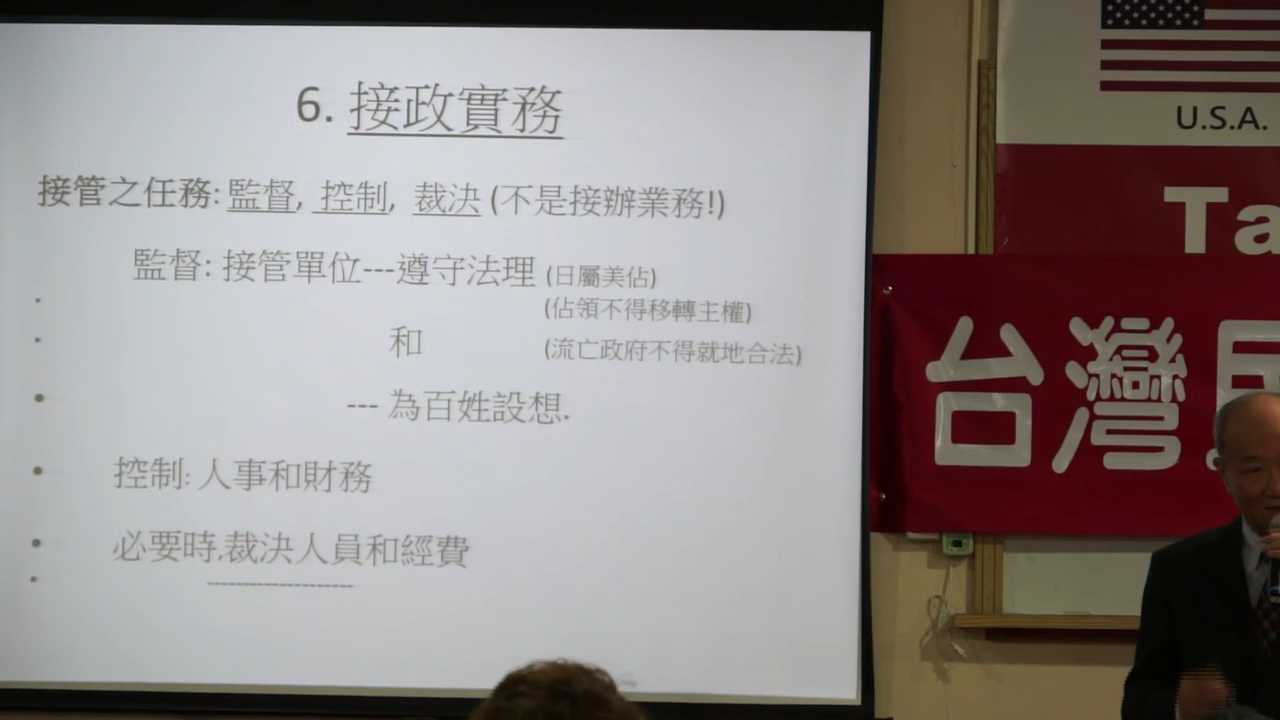 6. 接政實務
接管之任務: 監督, 控制, 裁決 (不是接辦業務!)
監督: 接管單位---遵守法理 (日屬美佔)
(佔領不得移轉主權)
和 (流亡政府不得就地合法)
--- 為百姓設想.
控制: 人事和財務
必要時,裁決人員和經費
--------------------
U.S.A.
Ta
台灣